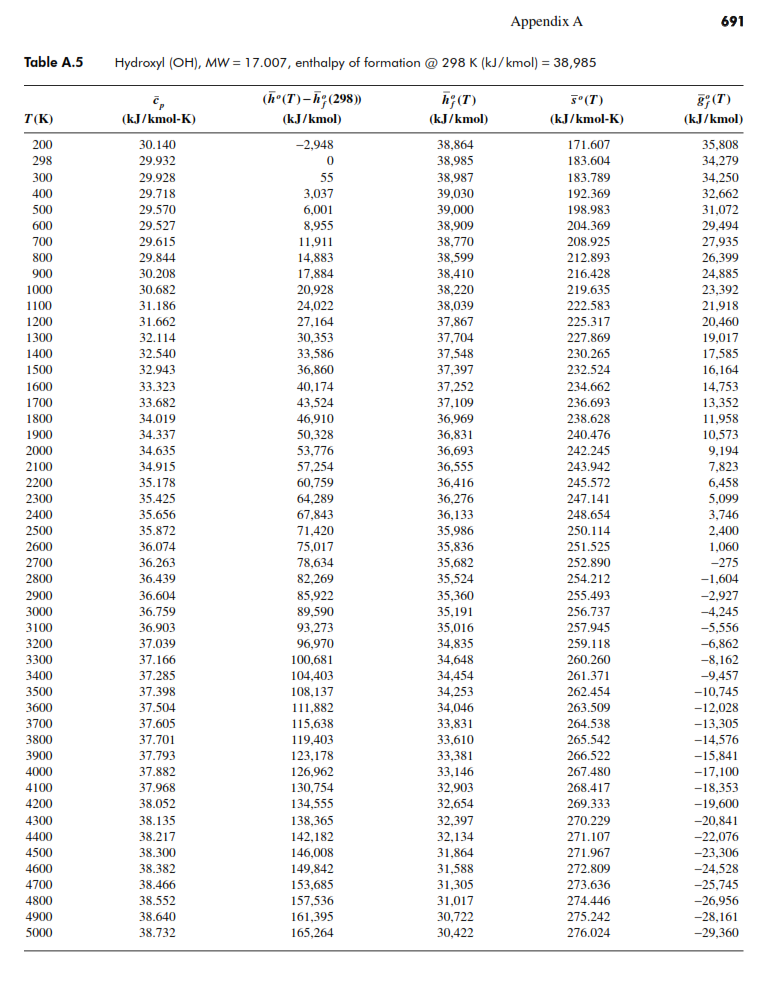 Appendix A 691
Table A.5 Hydroxyl (OH), MW = 17.007, enthalpy of formation @ 298 K (kJ/kmol) = 38,985
c̄ₚ (h̄°(T) – h̄°f(298)) h̄°f(T) s̄°(T) ḡ°f(T)
T(K) (kJ/kmol-K) (kJ/kmol) (kJ/kmol) (kJ/kmol-K) (kJ/kmol)
200 30.140 –2,948 38,864 171.607 35,808
298 29.932 0 38,985 183.604 34,279
300 29.928 55 38,987 183.789 34,250
400 29.718 3,037 39,030 192.369 32,662
500 29.570 6,001 39,000 198.983 31,072
600 29.527 8,955 38,909 204.369 29,494
700 29.615 11,911 38,770 208.925 27,935
800 29.844 14,883 38,599 212.893 26,399
900 30.208 17,884 38,410 216.428 24,885
1000 30.682 20,928 38,220 219.635 23,392
1100 31.186 24,022 38,039 222.583 21,918
1200 31.662 27,164 37,867 225.317 20,460
1300 32.114 30,353 37,704 227.869 19,017
1400 32.540 33,586 37,548 230.265 17,585
1500 32.943 36,860 37,397 232.524 16,164
1600 33.323 40,174 37,252 234.662 14,753
1700 33.682 43,524 37,109 236.693 13,352
1800 34.019 46,910 36,969 238.628 11,958
1900 34.337 50,328 36,831 240.476 10,573
2000 34.635 53,776 36,693 242.245 9,194
2100 34.915 57,254 36,555 243.942 7,823
2200 35.178 60,759 36,416 245.572 6,458
2300 35.425 64,289 36,276 247.141 5,099
2400 35.656 67,843 36,133 248.654 3,746
2500 35.872 71,420 35,986 250.114 2,400
2600 36.074 75,017 35,836 251.525 1,060
2700 36.263 78,634 35,682 252.890 –275
2800 36.439 82,269 35,524 254.212 –1,604
2900 36.604 85,922 35,360 255.493 –2,927
3000 36.759 89,590 35,191 256.737 –4,245
3100 36.903 93,273 35,016 257.945 –5,556
3200 37.039 96,970 34,835 259.118 –6,862
3300 37.166 100,681 34,648 260.260 –8,162
3400 37.285 104,403 34,454 261.371 –9,457
3500 37.398 108,137 34,253 262.454 –10,745
3600 37.504 111,882 34,046 263.509 –12,028
3700 37.605 115,638 33,831 264.538 –13,305
3800 37.701 119,403 33,610 265.542 –14,576
3900 37.793 123,178 33,381 266.522 –15,841
4000 37.882 126,962 33,146 267.480 –17,100
4100 37.968 130,754 32,903 268.417 –18,353
4200 38.052 134,555 32,654 269.333 –19,600
4300 38.135 138,365 32,397 270.229 –20,841
4400 38.217 142,182 32,134 271.107 –22,076
4500 38.300 146,008 31,864 271.967 –23,306
4600 38.382 149,842 31,588 272.809 –24,528
4700 38.466 153,685 31,305 273.636 –25,745
4800 38.552 157,536 31,017 274.446 –26,956
4900 38.640 161,395 30,722 275.242 –28,161
5000 38.732 165,264 30,422 276.024 –29,360